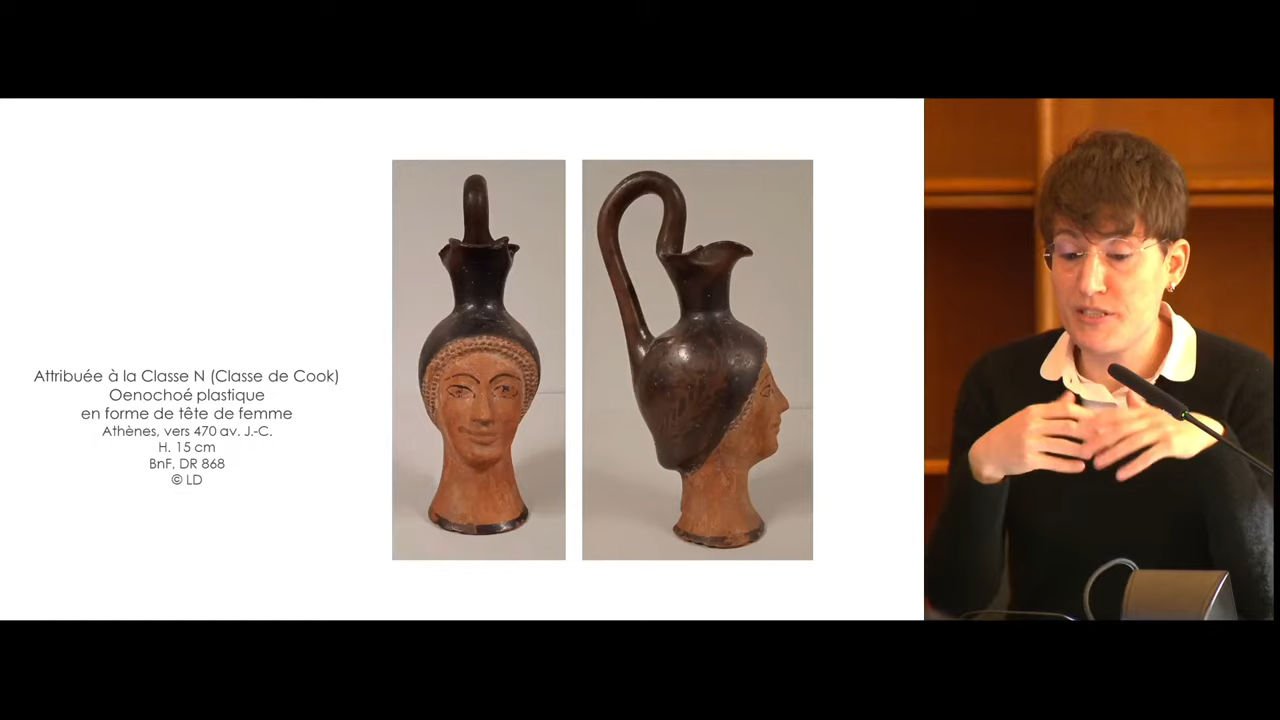 Attribuée à la Classe N (Classe de Cook)
Oenochoé plastique
en forme de tête de femme
Athènes, vers 470 av. J.-C.
H. 15 cm
BnF, DR 868
© LD